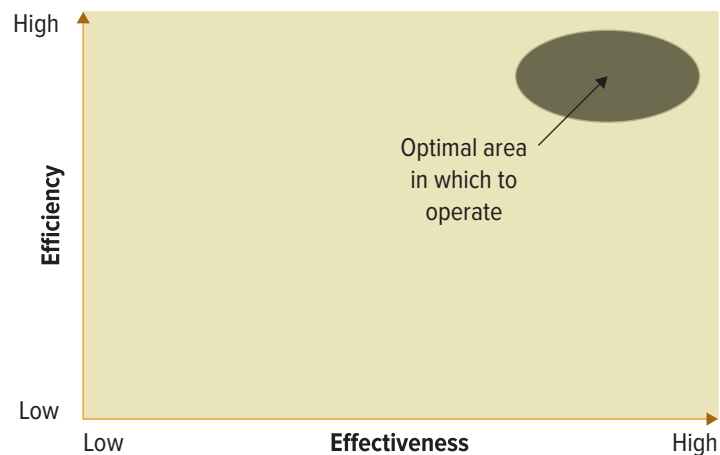 High
Optimal area
in which to
operate
Efficiency
Low
Low
Effectiveness
High